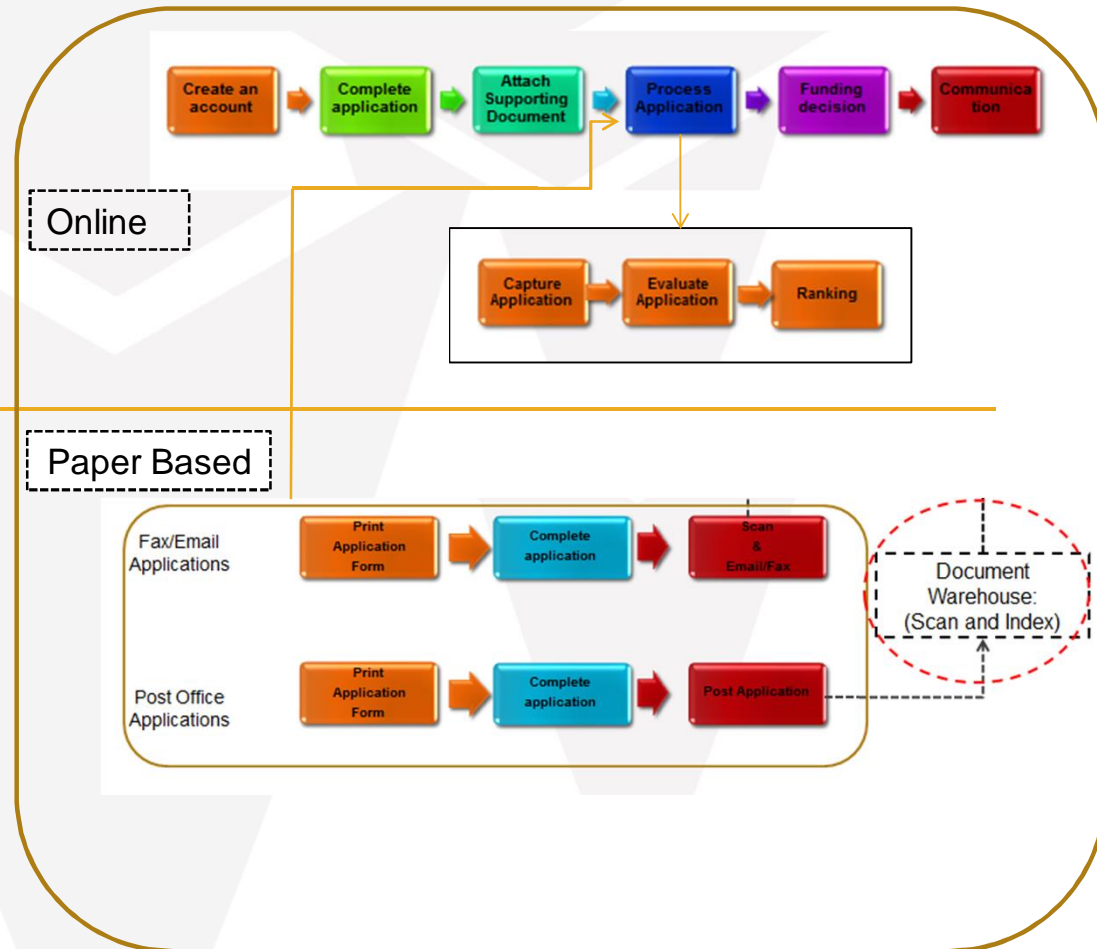 Create an
account
Complete
application
Attach
Supporting
Document
Process
Application
Funding
decision
Communica
tion
Online
Capture
Application
Evaluate
Application
Ranking
Paper Based
Fax/Email
Applications
Print
Application
Form
Complete
application
Scan
&
Email/Fax
Document
Warehouse:
(Scan and Index)
Post Office
Applications
Print
Application
Form
Complete
application
Post Application